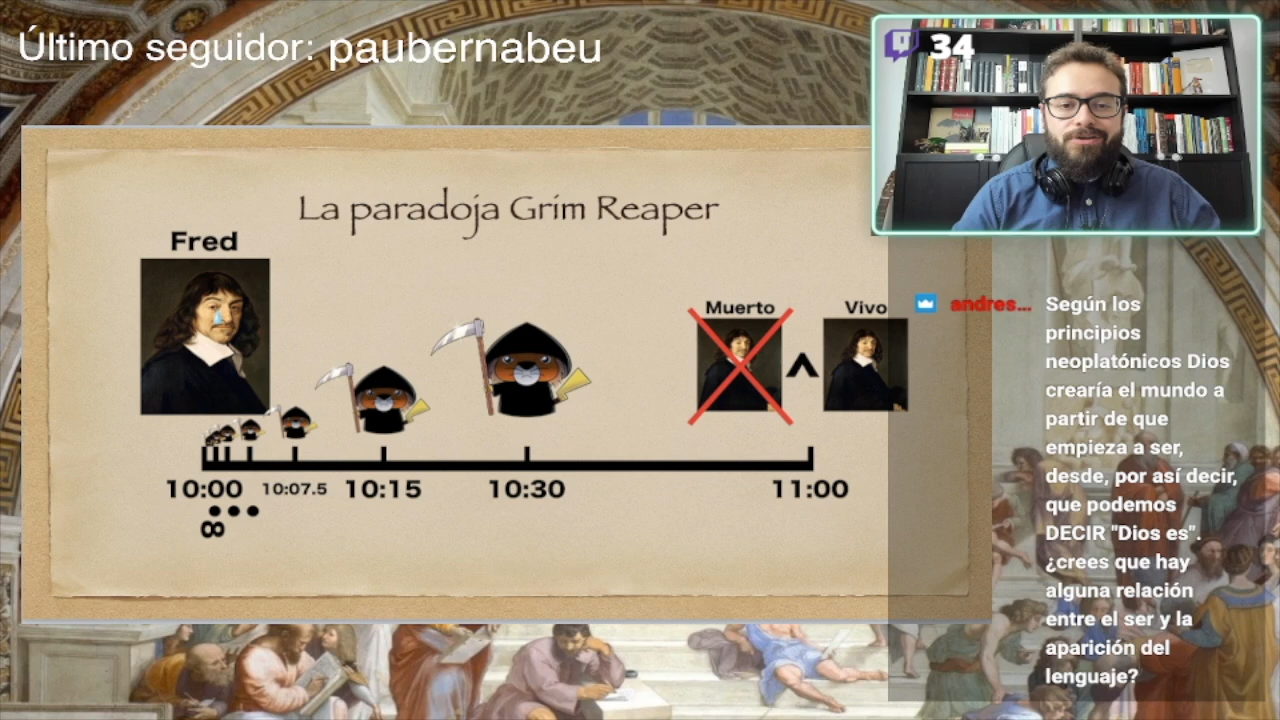 Último seguidor: paubernabeu
34
La paradoja Grim Reaper
Fred
Muerto
Vivo
∧
10:00
10:07.5
10:15
10:30
11:00
∞
andres...
Según los
principios
neoplatónicos Dios
crearía el mundo a
partir de que
empieza a ser,
desde, por así decir,
que podemos
DECIR "Dios es".
¿crees que hay
alguna relación
entre el ser y la
aparición del
lenguaje?